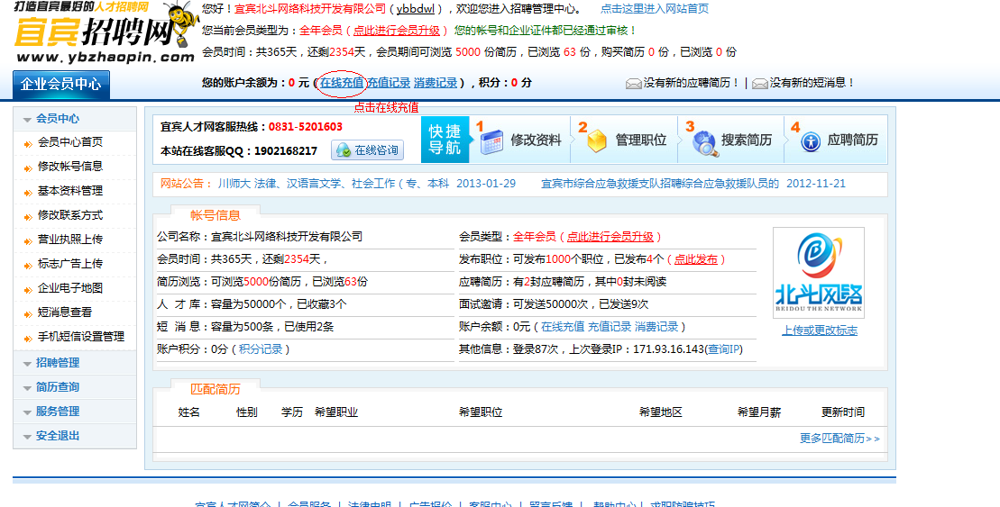 打造宜宾最好的人才招聘网
宜宾招聘网
www.ybzhaopin.com
您好！宜宾北斗网络科技开发有限公司（ybbdwl），欢迎您进入招聘管理中心。 点击这里进入网站首页
您当前会员类型为：全年会员（点此进行会员升级） 您的帐号和企业证件都已经通过审核！
会员时间：共365天，还剩2354天，会员期间可浏览 5000 份简历，已浏览 63 份，购买简历 0 份，已浏览 0 份
企业会员中心
您的账户余额为：0 元（在线充值 充值记录 消费记录），积分：0 分
没有新的应聘简历！ | 没有新的短消息！
点击在线充值
会员中心
会员中心首页
修改帐号信息
基本资料管理
修改联系方式
营业执照上传
标志广告上传
企业电子地图
短消息查看
手机短信设置管理
招聘管理
简历查询
服务管理
安全退出
宜宾人才网客服热线：0831-5201603
本站在线客服QQ：1902168217 在线咨询
快捷
导航
1 修改资料
2 管理职位
3 搜索简历
4 应聘简历
网站公告： 川师大 法律、汉语言文学、社会工作（专、本科 2013-01-29 宜宾市综合应急救援支队招聘综合应急救援队员的 2012-11-21
帐号信息
公司名称：宜宾北斗网络科技开发有限公司 会员类型：全年会员（点此进行会员升级）
会员时间：共365天，还剩2354天， 发布职位：可发布1000个职位，已发布4个（点此发布）
简历浏览：可浏览5000份简历，已浏览63份 应聘简历：有2封应聘简历，其中0封未阅读
人 才 库：容量为50000个，已收藏3个 面试邀请：可发送50000次，已发送9次
短 消 息：容量为500条，已使用2条 账户余额：0元（在线充值 充值记录 消费记录）
账户积分：0分（积分记录） 其他信息：登录87次，上次登录IP：171.93.16.143(查询IP)
北斗网络
BEIDOU THE NETWORK
上传或更改标志
匹配简历
姓名 性别 学历 希望职业 希望职位 希望地区 希望月薪 更新时间
更多匹配简历>>
宜宾人才网简介 | 会员服务 | 法律申明 | 广告报价 | 客服中心 | 留言反馈 | 帮助中心 | 求职防骗技巧